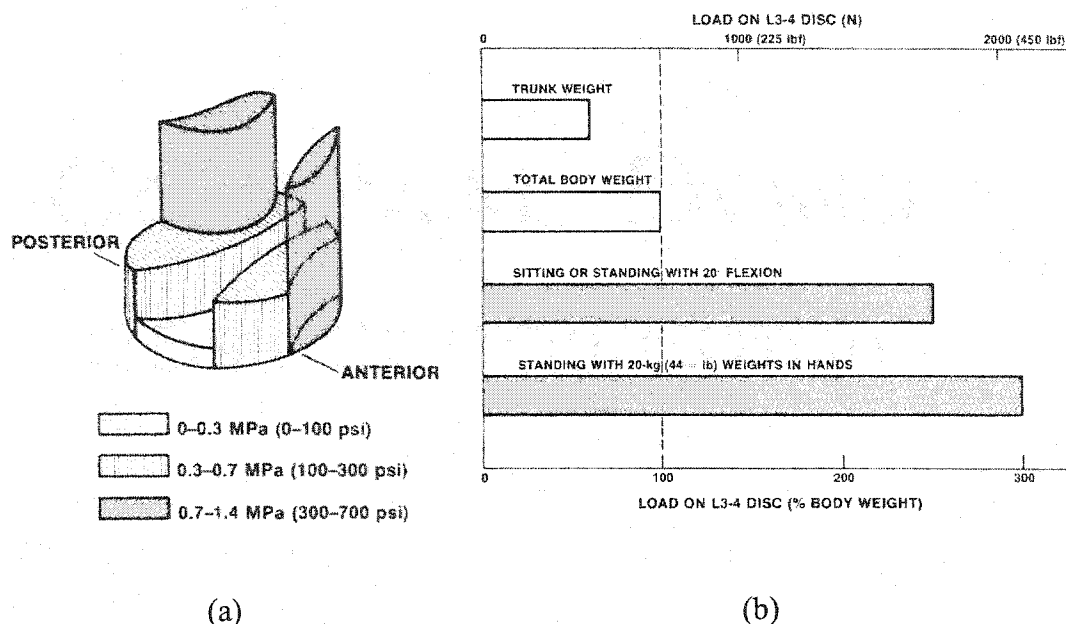 POSTERIOR
ANTERIOR
0–0.3 MPa (0–100 psi)
0.3–0.7 MPa (100–300 psi)
0.7–1.4 MPa (300–700 psi)
(a)
LOAD ON L3-4 DISC (N)
0 1000 (225 lbf) 2000 (450 lbf)
TRUNK WEIGHT
TOTAL BODY WEIGHT
SITTING OR STANDING WITH 20° FLEXION
STANDING WITH 20-kg (44 – lb) WEIGHTS IN HANDS
0 100 200 300
LOAD ON L3-4 DISC (% BODY WEIGHT)
(b)